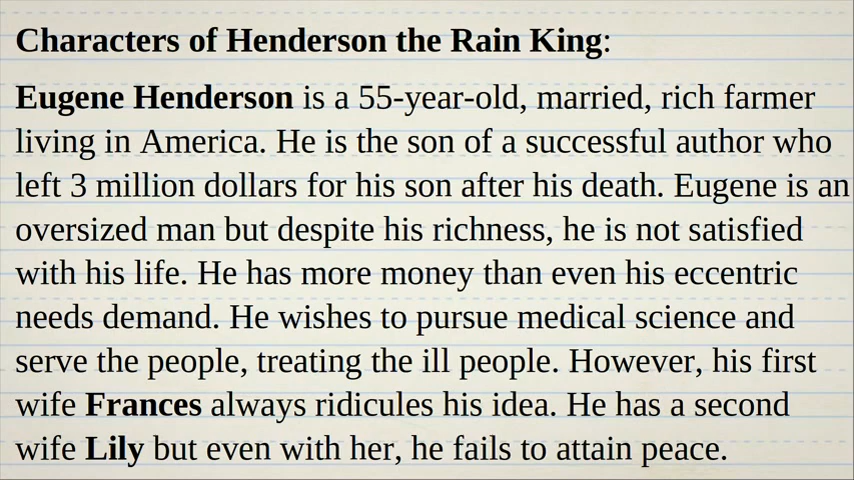 Characters of Henderson the Rain King:
Eugene Henderson is a 55-year-old, married, rich farmer
living in America. He is the son of a successful author who
left 3 million dollars for his son after his death. Eugene is an
oversized man but despite his richness, he is not satisfied
with his life. He has more money than even his eccentric
needs demand. He wishes to pursue medical science and
serve the people, treating the ill people. However, his first
wife Frances always ridicules his idea. He has a second
wife Lily but even with her, he fails to attain peace.